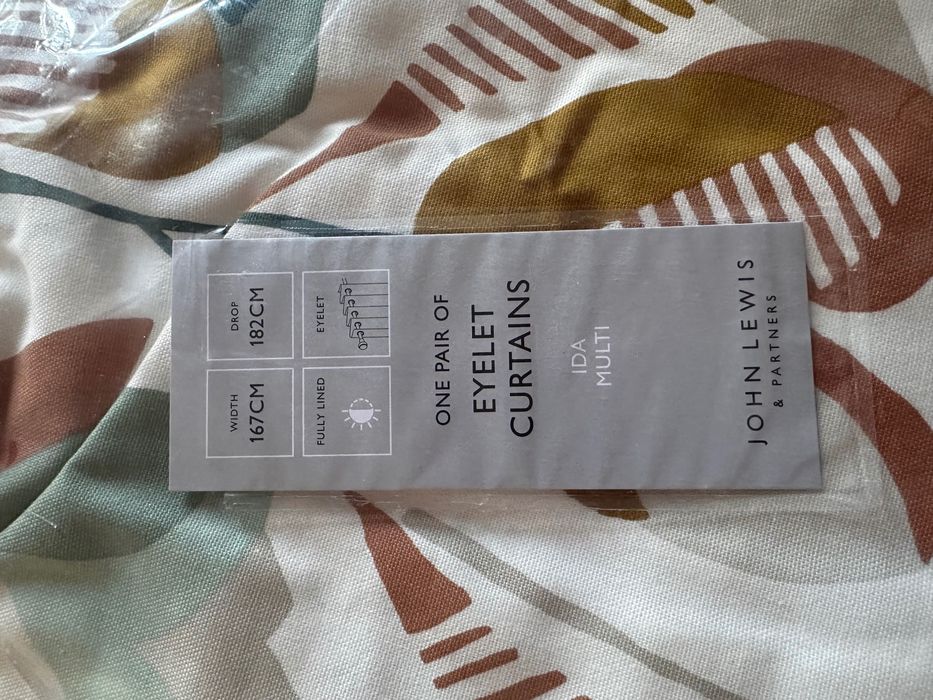 WIDTH
167CM
DROP
182CM
FULLY LINED
EYELET
ONE PAIR OF
EYELET
CURTAINS
IDA
MULTI
JOHN LEWIS
& PARTNERS